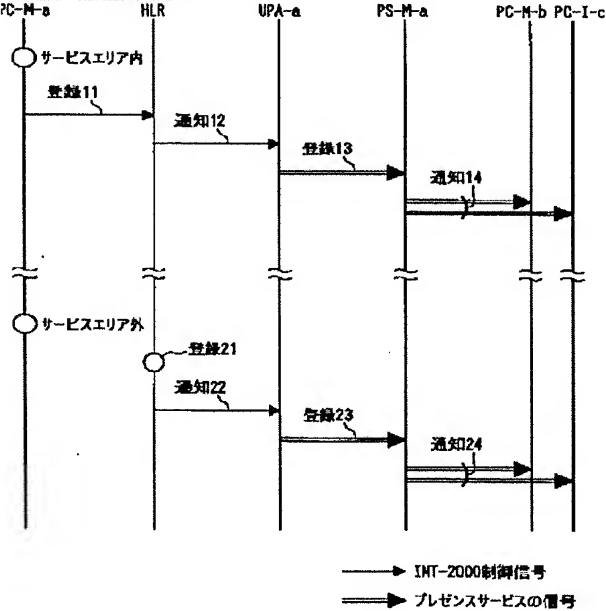 PC-M-a HLR UPA-a PS-M-a PC-M-b PC-I-c
サービスエリア内
登録11
通知12
登録13
通知14
サービスエリア外
登録21
通知22
登録23
通知24
IMT-2000制御信号
プレゼンスサービスの信号